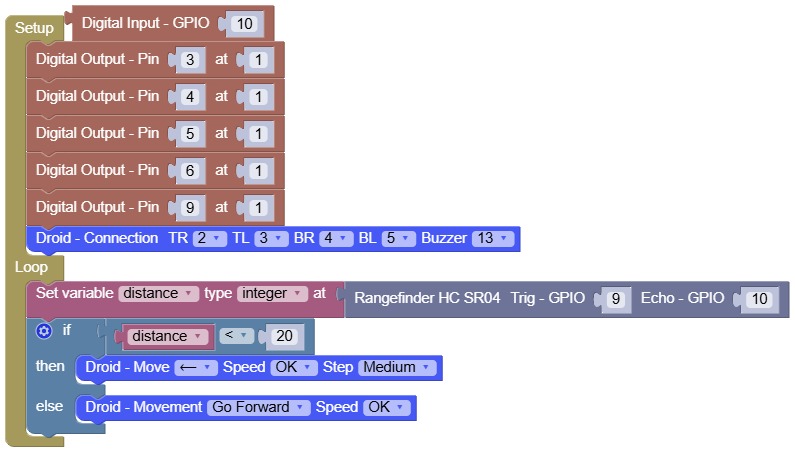 Setup Digital Input - GPIO 10
Digital Output - Pin 3 at 1
Digital Output - Pin 4 at 1
Digital Output - Pin 5 at 1
Digital Output - Pin 6 at 1
Digital Output - Pin 9 at 1
Droid - Connection TR 2 TL 3 BR 4 BL 5 Buzzer 13
Loop
Set variable distance type integer at Rangefinder HC SR04 Trig - GPIO 9 Echo - GPIO 10
if distance < 20
then Droid - Move ← Speed OK Step Medium
else Droid - Movement Go Forward Speed OK